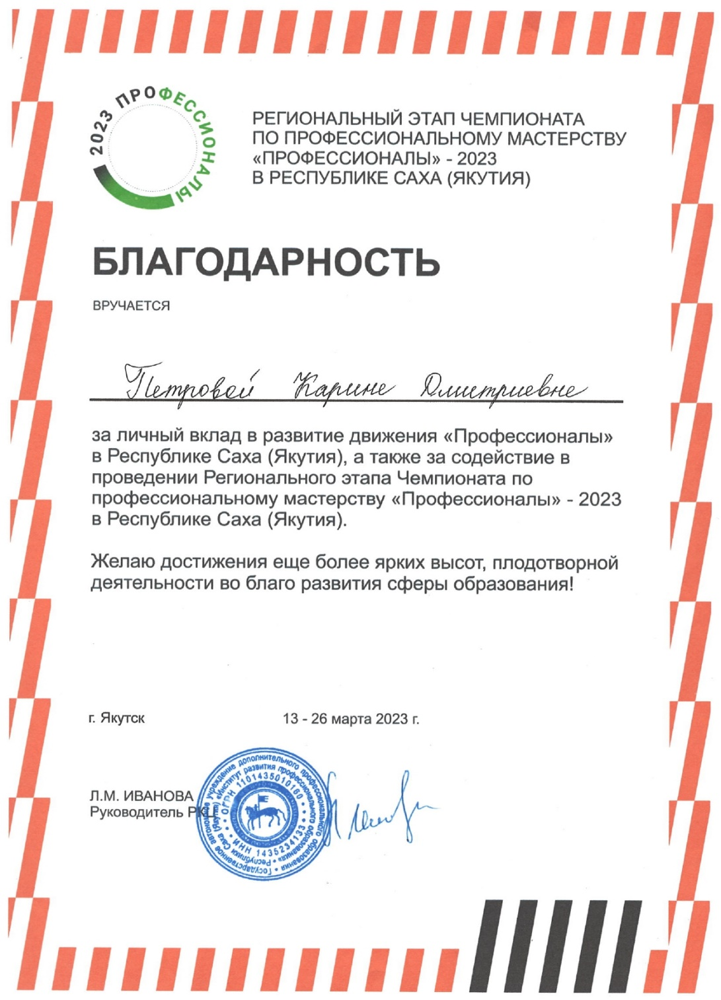 2023 ПРОФЕССИОНАЛЫ
РЕГИОНАЛЬНЫЙ ЭТАП ЧЕМПИОНАТА
ПО ПРОФЕССИОНАЛЬНОМУ МАСТЕРСТВУ
«ПРОФЕССИОНАЛЫ» - 2023
В РЕСПУБЛИКЕ САХА (ЯКУТИЯ)
БЛАГОДАРНОСТЬ
ВРУЧАЕТСЯ
Петровой Карине Дмитриевне
за личный вклад в развитие движения «Профессионалы»
в Республике Саха (Якутия), а также за содействие в
проведении Регионального этапа Чемпионата по
профессиональному мастерству «Профессионалы» - 2023
в Республике Саха (Якутия).
Желаю достижения еще более ярких высот, плодотворной
деятельности во благо развития сферы образования!
г. Якутск 13 - 26 марта 2023 г.
Л.М. ИВАНОВА
Руководитель РКЦ
Государственное автономное учреждение дополнительного профессионального образования
Республики Саха (Якутия) «Институт развития профессионального образования»
ОГРН 1101435010160
ИНН 1435234133